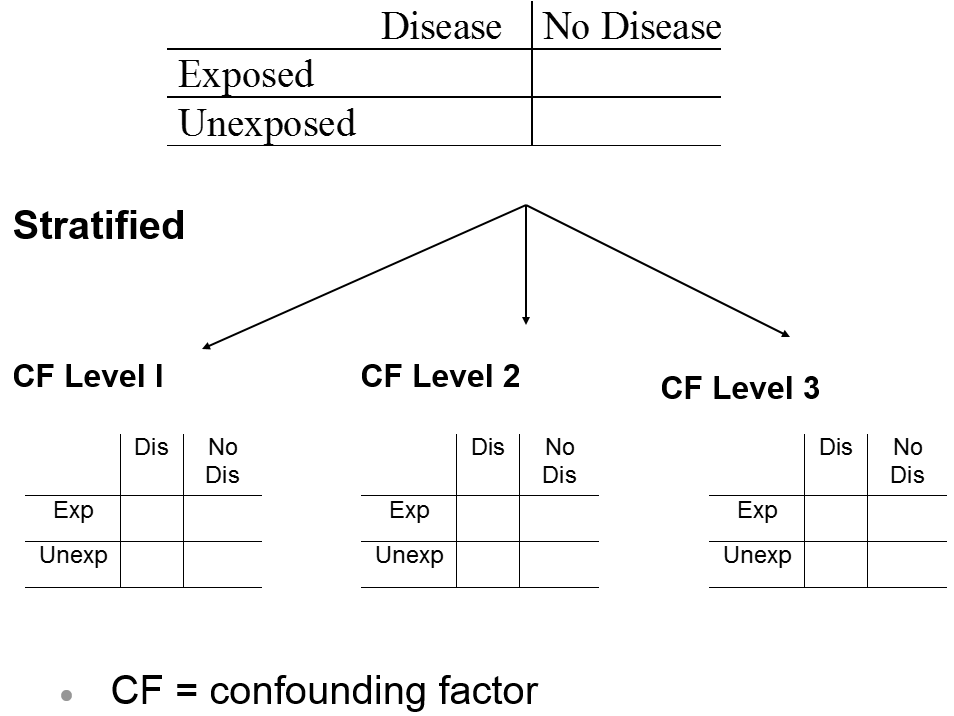 Disease No Disease
Exposed
Unexposed
Stratified
CF Level I
CF Level 2
CF Level 3
Dis No
Dis
Exp
Unexp
Dis No
Dis
Exp
Unexp
Dis No
Dis
Exp
Unexp
• CF = confounding factor